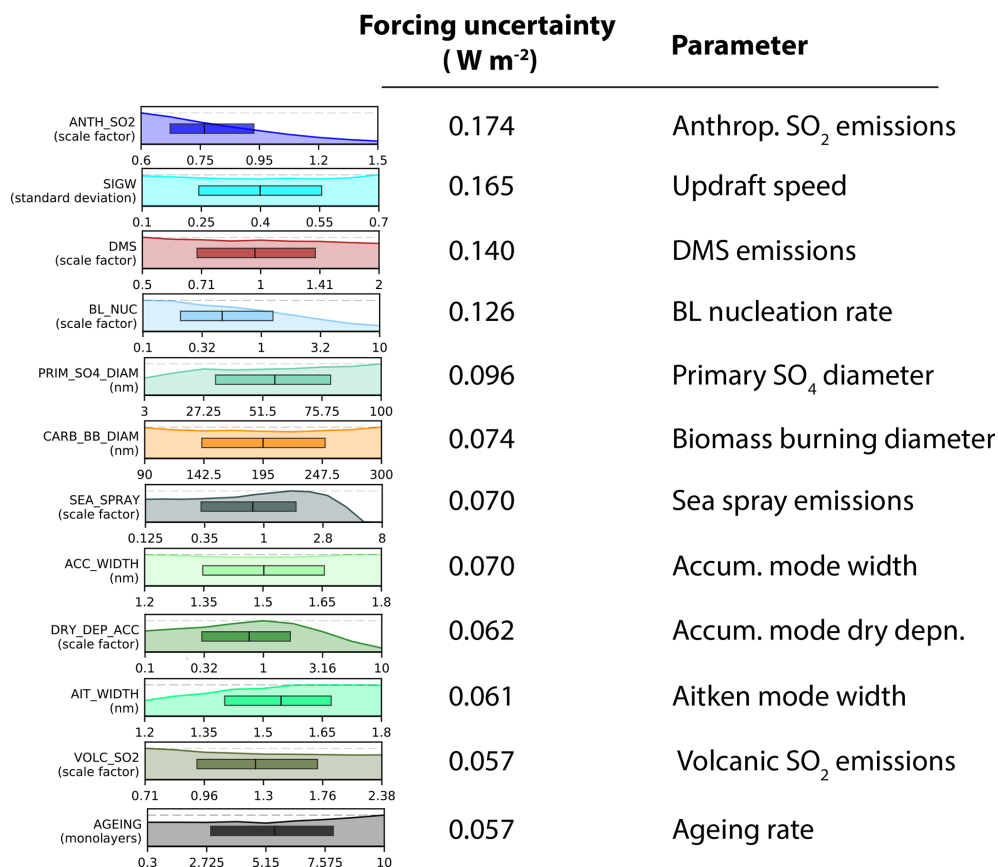 Forcing uncertainty
( W m-2)
Parameter
ANTH_SO2
(scale factor)
0.6 0.75 0.95 1.2 1.5
0.174
Anthrop. SO2 emissions
SIGW
(standard deviation)
0.1 0.25 0.4 0.55 0.7
0.165
Updraft speed
DMS
(scale factor)
0.5 0.71 1 1.41 2
0.140
DMS emissions
BL_NUC
(scale factor)
0.1 0.32 1 3.2 10
0.126
BL nucleation rate
PRIM_SO4_DIAM
(nm)
3 27.25 51.5 75.75 100
0.096
Primary SO4 diameter
CARB_BB_DIAM
(nm)
90 142.5 195 247.5 300
0.074
Biomass burning diameter
SEA_SPRAY
(scale factor)
0.125 0.35 1 2.8 8
0.070
Sea spray emissions
ACC_WIDTH
(nm)
1.2 1.35 1.5 1.65 1.8
0.070
Accum. mode width
DRY_DEP_ACC
(scale factor)
0.1 0.32 1 3.16 10
0.062
Accum. mode dry depn.
AIT_WIDTH
(nm)
1.2 1.35 1.5 1.65 1.8
0.061
Aitken mode width
VOLC_SO2
(scale factor)
0.71 0.96 1.3 1.76 2.38
0.057
Volcanic SO2 emissions
AGEING
(monolayers)
0.3 2.725 5.15 7.575 10
0.057
Ageing rate